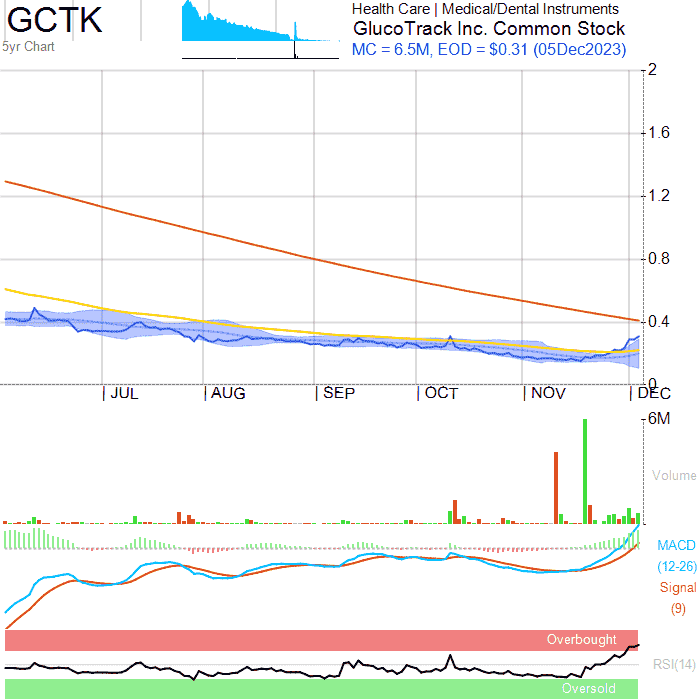 GCTK
5yr Chart
Health Care | Medical/Dental Instruments
GlucoTrack Inc. Common Stock
MC = 6.5M, EOD = $0.31 (05Dec2023)
2
1.6
1.2
0.8
0.4
0
JUL AUG SEP OCT NOV DEC
6M
Volume
MACD
(12-26)
Signal
(9)
Overbought
RSI(14)
Oversold